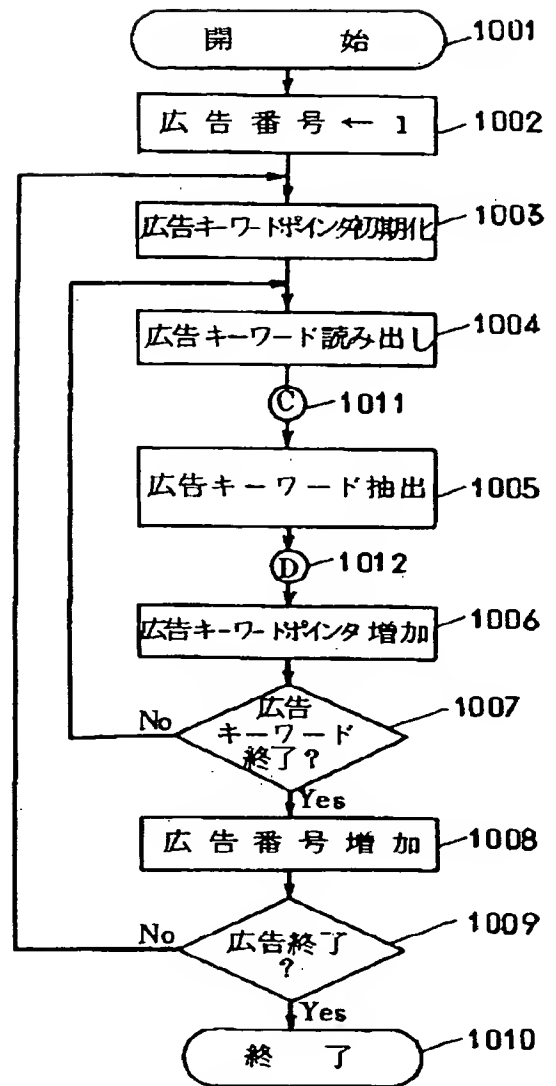 開 始
1001
広告番号 ← 1
1002
広告キーワードポインタ初期化
1003
広告キーワード読み出し
1004
C
1011
広告キーワード抽出
1005
D
1012
広告キーワードポインタ増加
1006
広告
キーワード
終了?
1007
No
Yes
広告番号増加
1008
広告終了
?
1009
No
Yes
終 了
1010